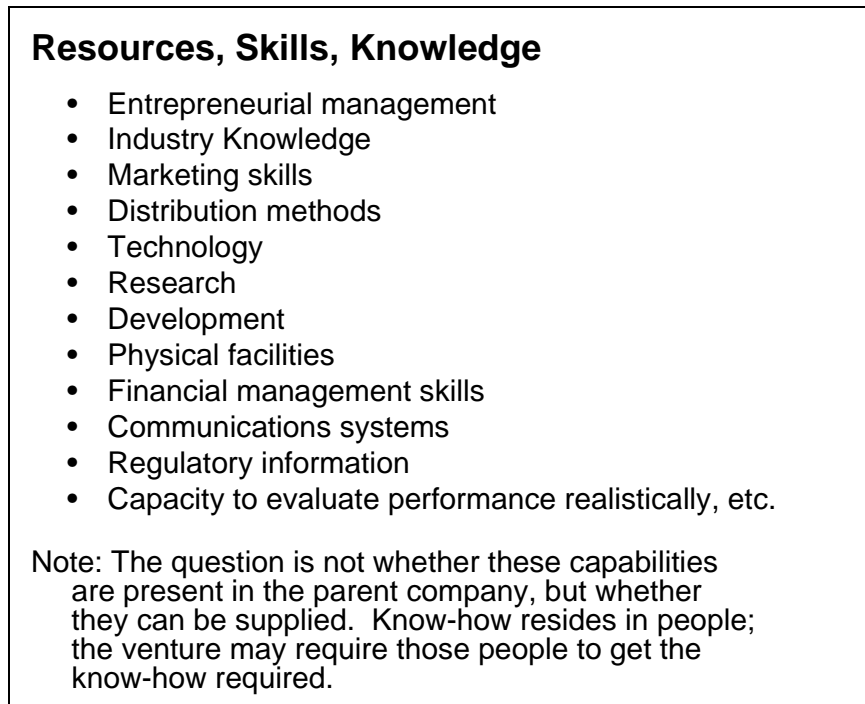 Resources, Skills, Knowledge
• Entrepreneurial management
• Industry Knowledge
• Marketing skills
• Distribution methods
• Technology
• Research
• Development
• Physical facilities
• Financial management skills
• Communications systems
• Regulatory information
• Capacity to evaluate performance realistically, etc.
Note: The question is not whether these capabilities
are present in the parent company, but whether
they can be supplied.  Know-how resides in people;
the venture may require those people to get the
know-how required.